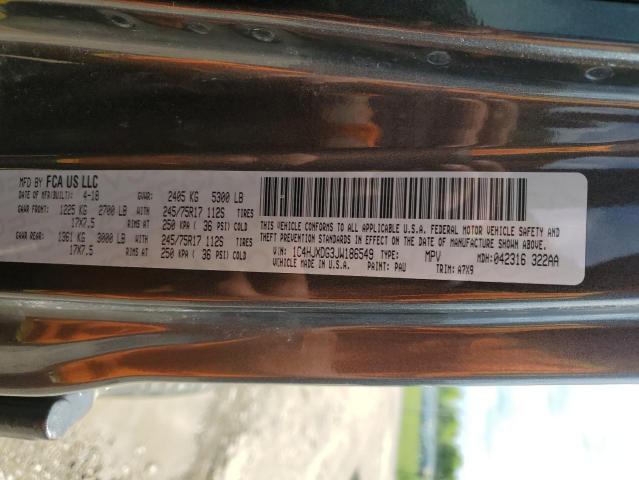 MFD BY FCA US LLC
DATE OF MFR(BUILT): 4-18 GVWR: 2405 KG 5300 LB
GAWR FRONT: 1225 KG 2700 LB WITH 245/75R17 112S TIRES
17X7.5 RIMS AT 250 KPA ( 36 PSI) COLD
GAWR REAR: 1361 KG 3000 LB WITH 245/75R17 112S TIRES
17X7.5 RIMS AT 250 KPA ( 36 PSI) COLD
THIS VEHICLE CONFORMS TO ALL APPLICABLE U.S.A. FEDERAL MOTOR VEHICLE SAFETY,
BUMPER AND THEFT PREVENTION STANDARDS IN EFFECT ON THE DATE OF MANUFACTURE SHOWN ABOVE.
VIN: 1C4HJXDG3JW186549 TYPE: MPV MDH: 042316 322AA
VEHICLE MADE IN U.S.A. PAINT: PAU TRIM: A7X9